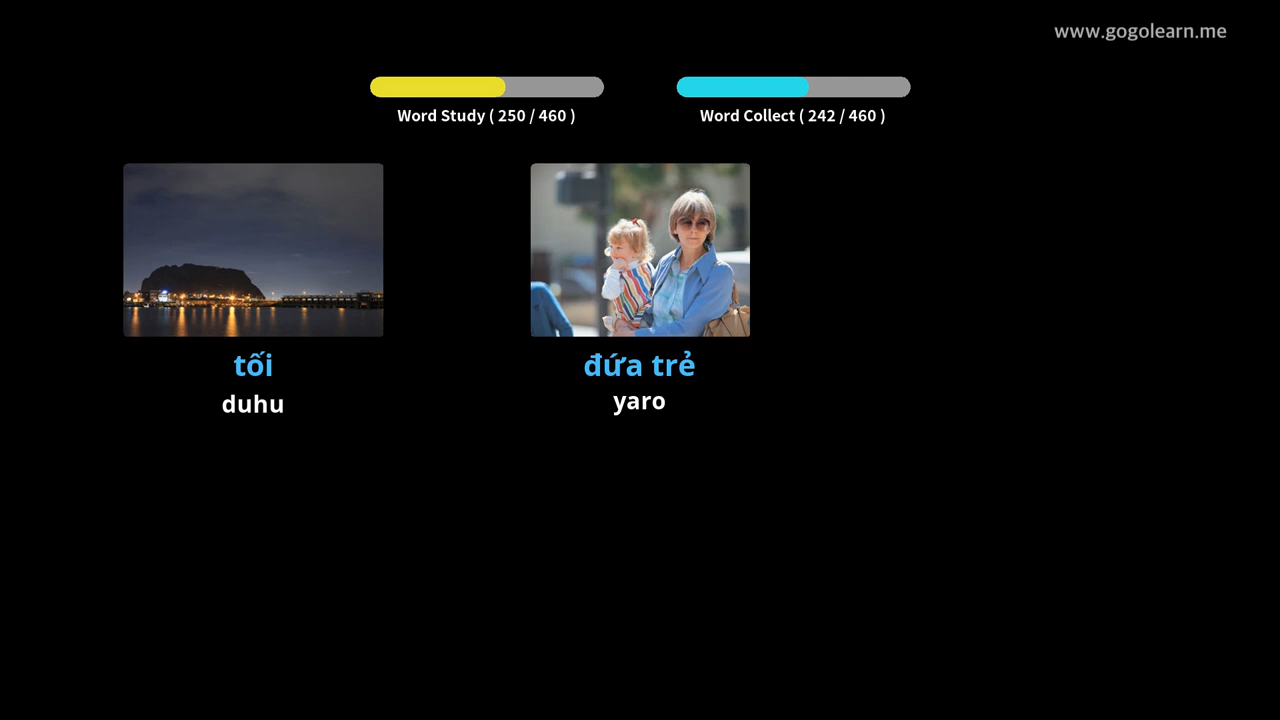 www.gogolearn.me
Word Study ( 250 / 460 )
Word Collect ( 242 / 460 )
tối
duhu
đứa trẻ
yaro